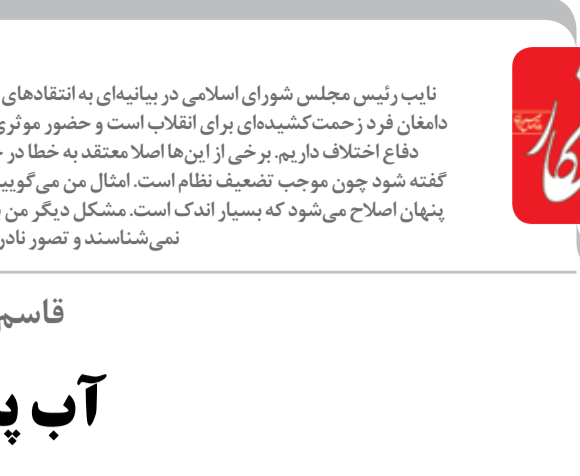 نایب رئیس مجلس شورای اسلامی در بیانیه‌ای به انتقادهای
دامغان فرد زحمت‌کشیده‌ای برای انقلاب است و حضور موثری
دفاع اختلاف داریم. برخی از این‌ها اصلا معتقد به خطا در
گفته شود چون موجب تضعیف نظام است. امثال من می‌گویی
پنهان اصلاح می‌شود که بسیار اندک است. مشکل دیگر من
نمی‌شناسند و تصور نادر
قاسم
آب